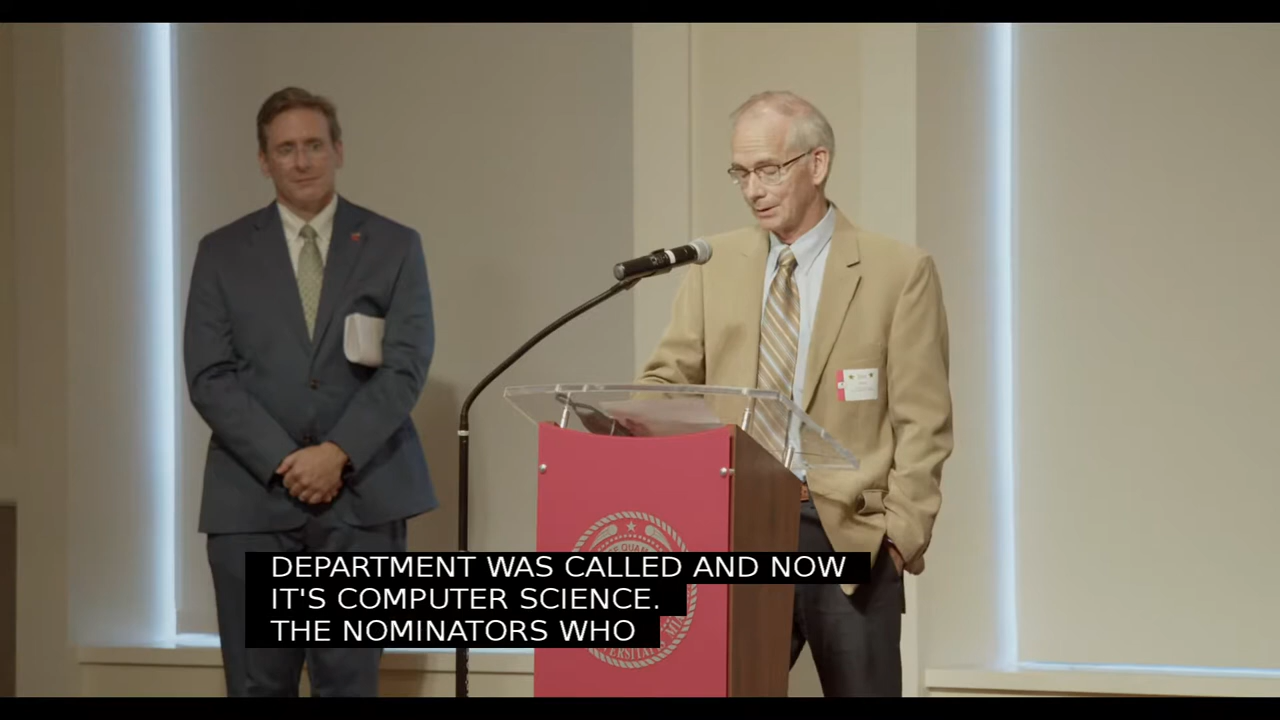 DEPARTMENT WAS CALLED AND NOW
IT'S COMPUTER SCIENCE.
THE NOMINATORS WHO